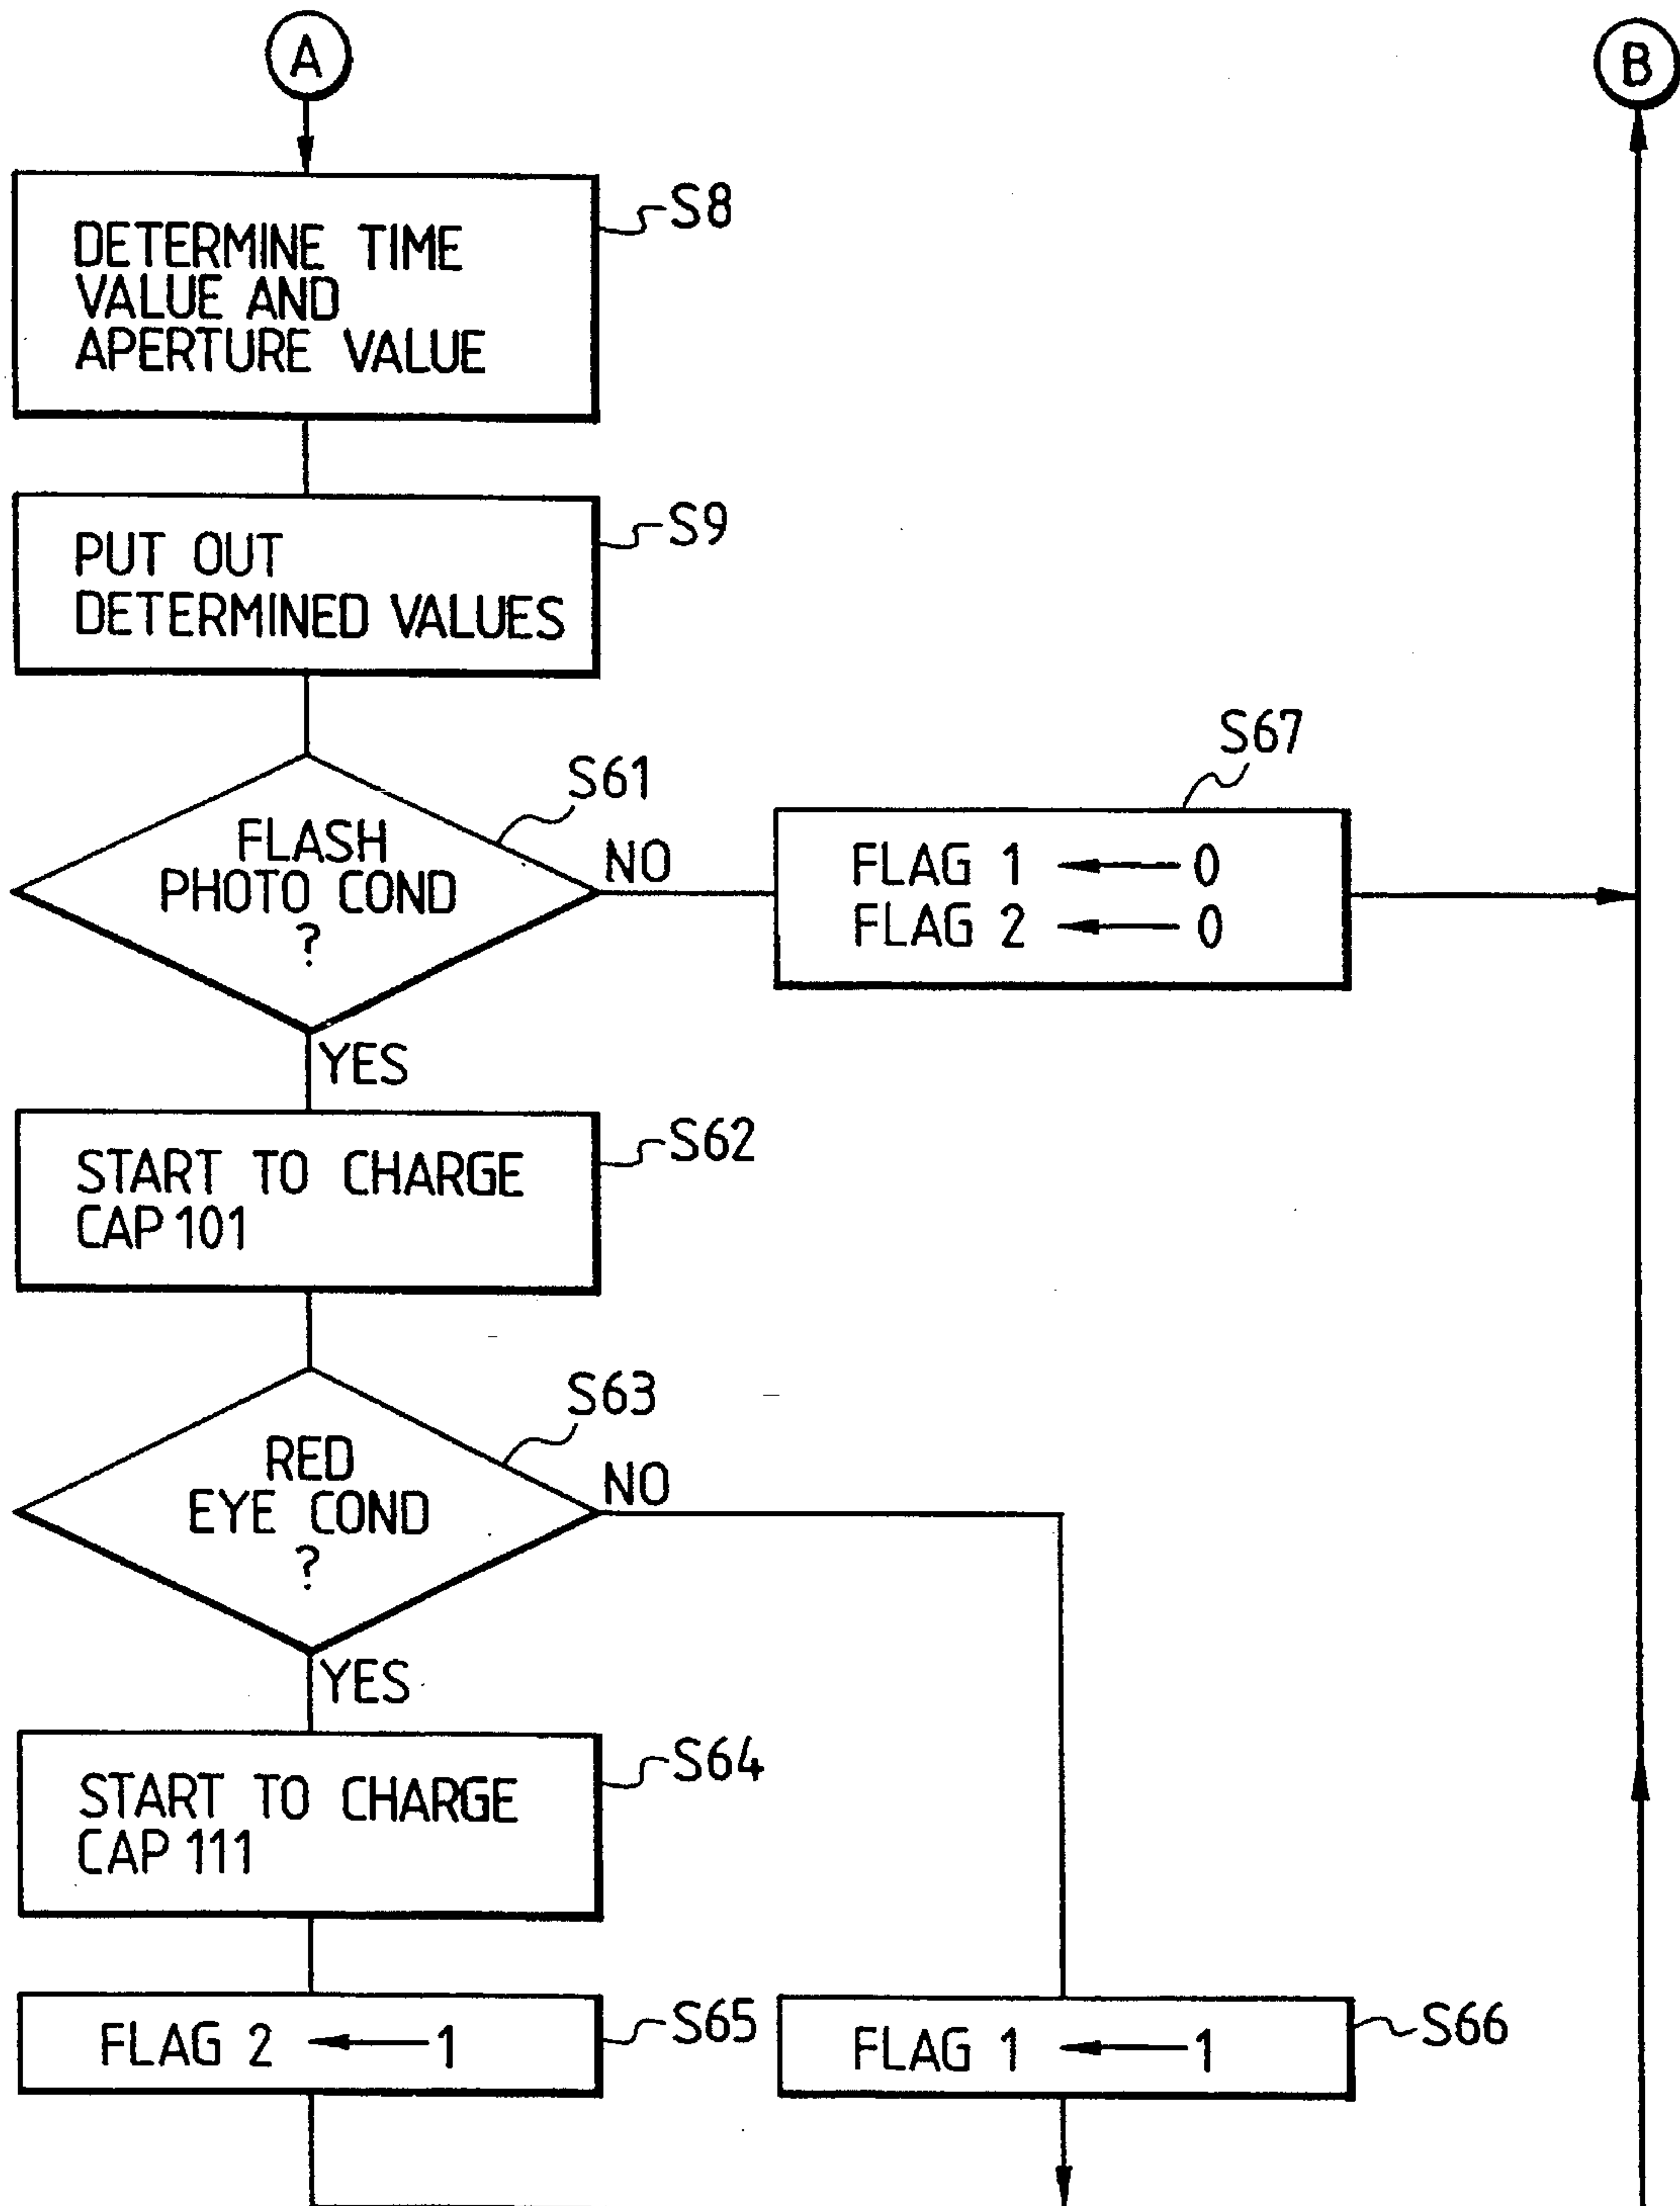 A
B
DETERMINE TIME
VALUE AND
APERTURE VALUE
S8
PUT OUT
DETERMINED VALUES
S9
FLASH
PHOTO COND
?
S61
NO
YES
FLAG 1 ← 0
FLAG 2 ← 0
S67
START TO CHARGE
CAP 101
S62
RED
EYE COND
?
S63
NO
YES
START TO CHARGE
CAP 111
S64
FLAG 2 ← 1
S65
FLAG 1 ← 1
S66